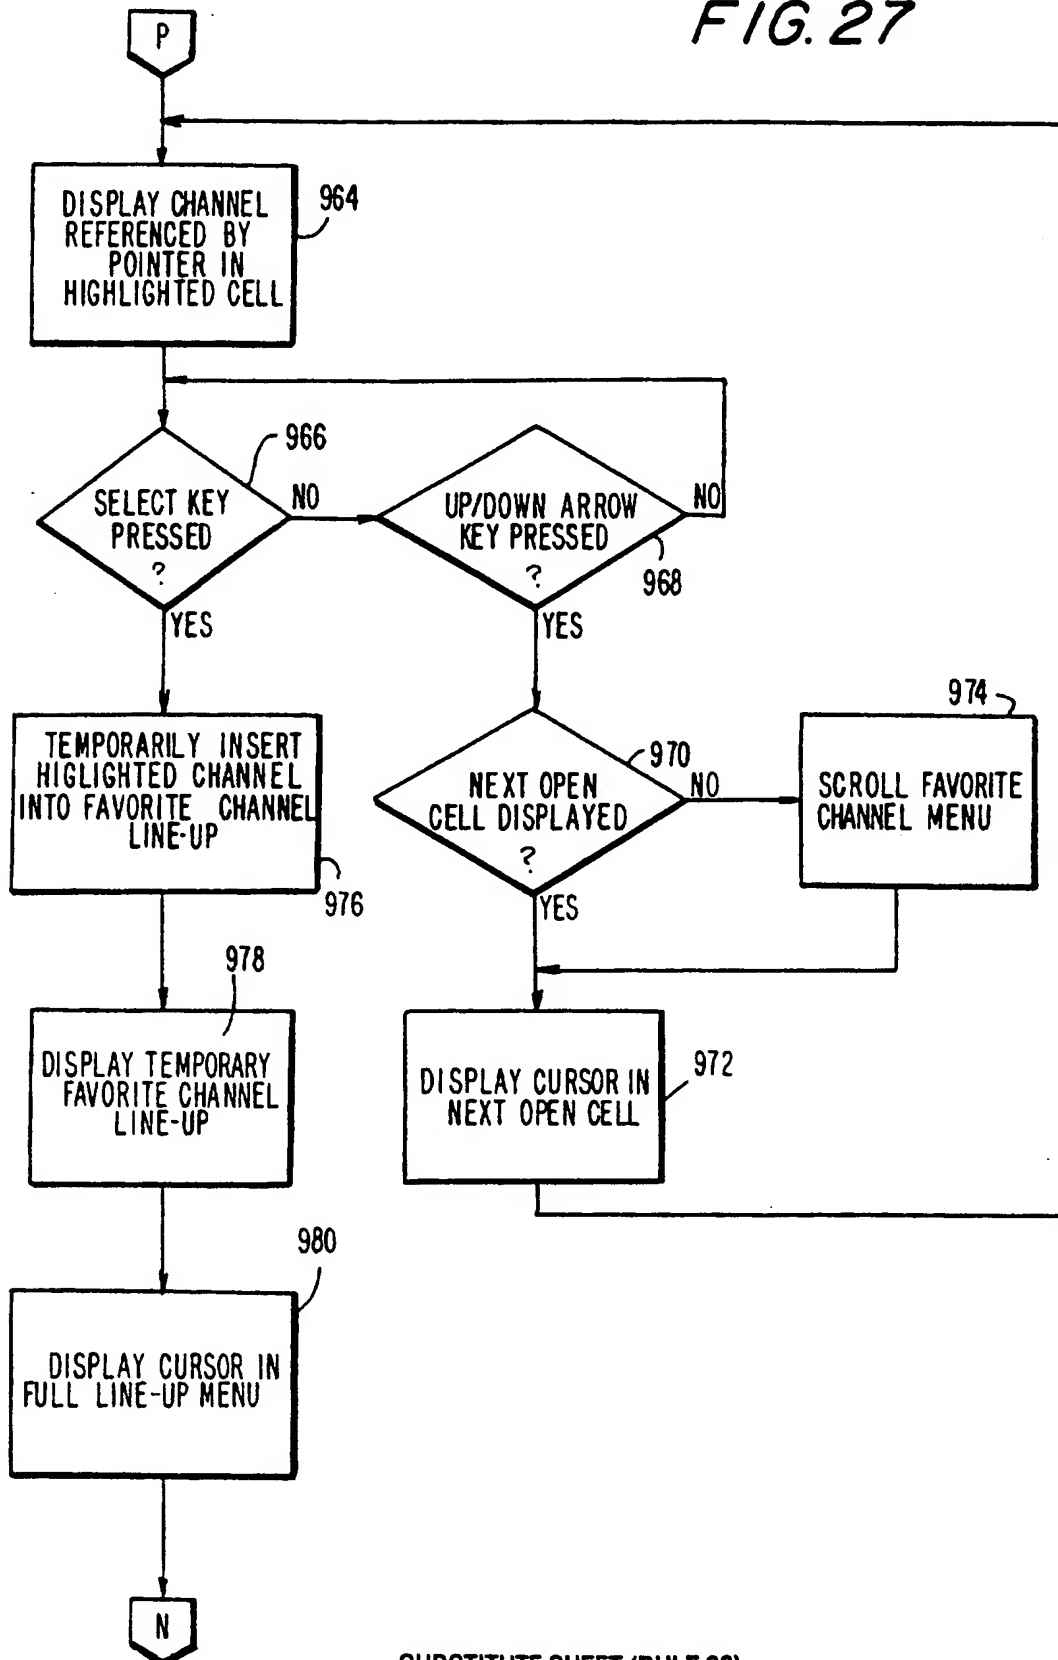 FIG. 27
P
DISPLAY CHANNEL
REFERENCED BY
POINTER IN
HIGHLIGHTED CELL
964
966
SELECT KEY
PRESSED
?
NO
YES
UP/DOWN ARROW
KEY PRESSED
?
NO
968
YES
TEMPORARILY INSERT
HIGLIGHTED CHANNEL
INTO FAVORITE CHANNEL
LINE-UP
976
970
NEXT OPEN
CELL DISPLAYED
?
NO
YES
974
SCROLL FAVORITE
CHANNEL MENU
978
DISPLAY TEMPORARY
FAVORITE CHANNEL
LINE-UP
DISPLAY CURSOR IN
NEXT OPEN CELL
972
980
DISPLAY CURSOR IN
FULL LINE-UP MENU
N